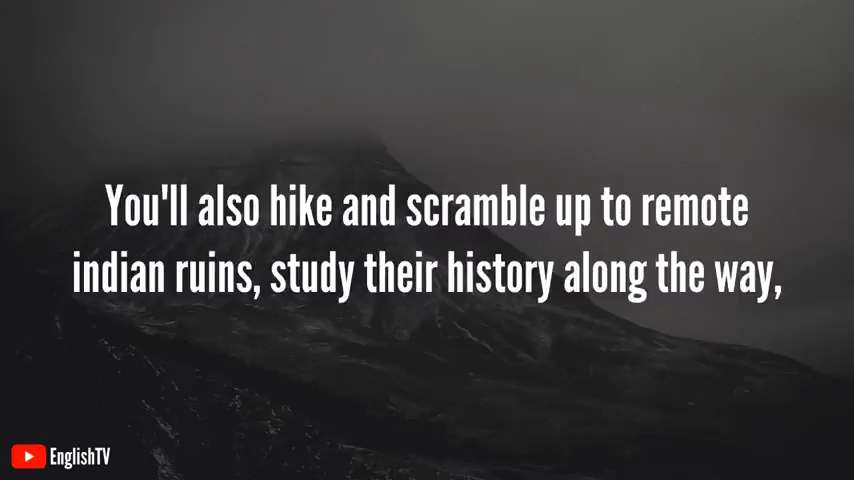 You'll also hike and scramble up to remote
indian ruins, study their history along the way,
EnglishTV